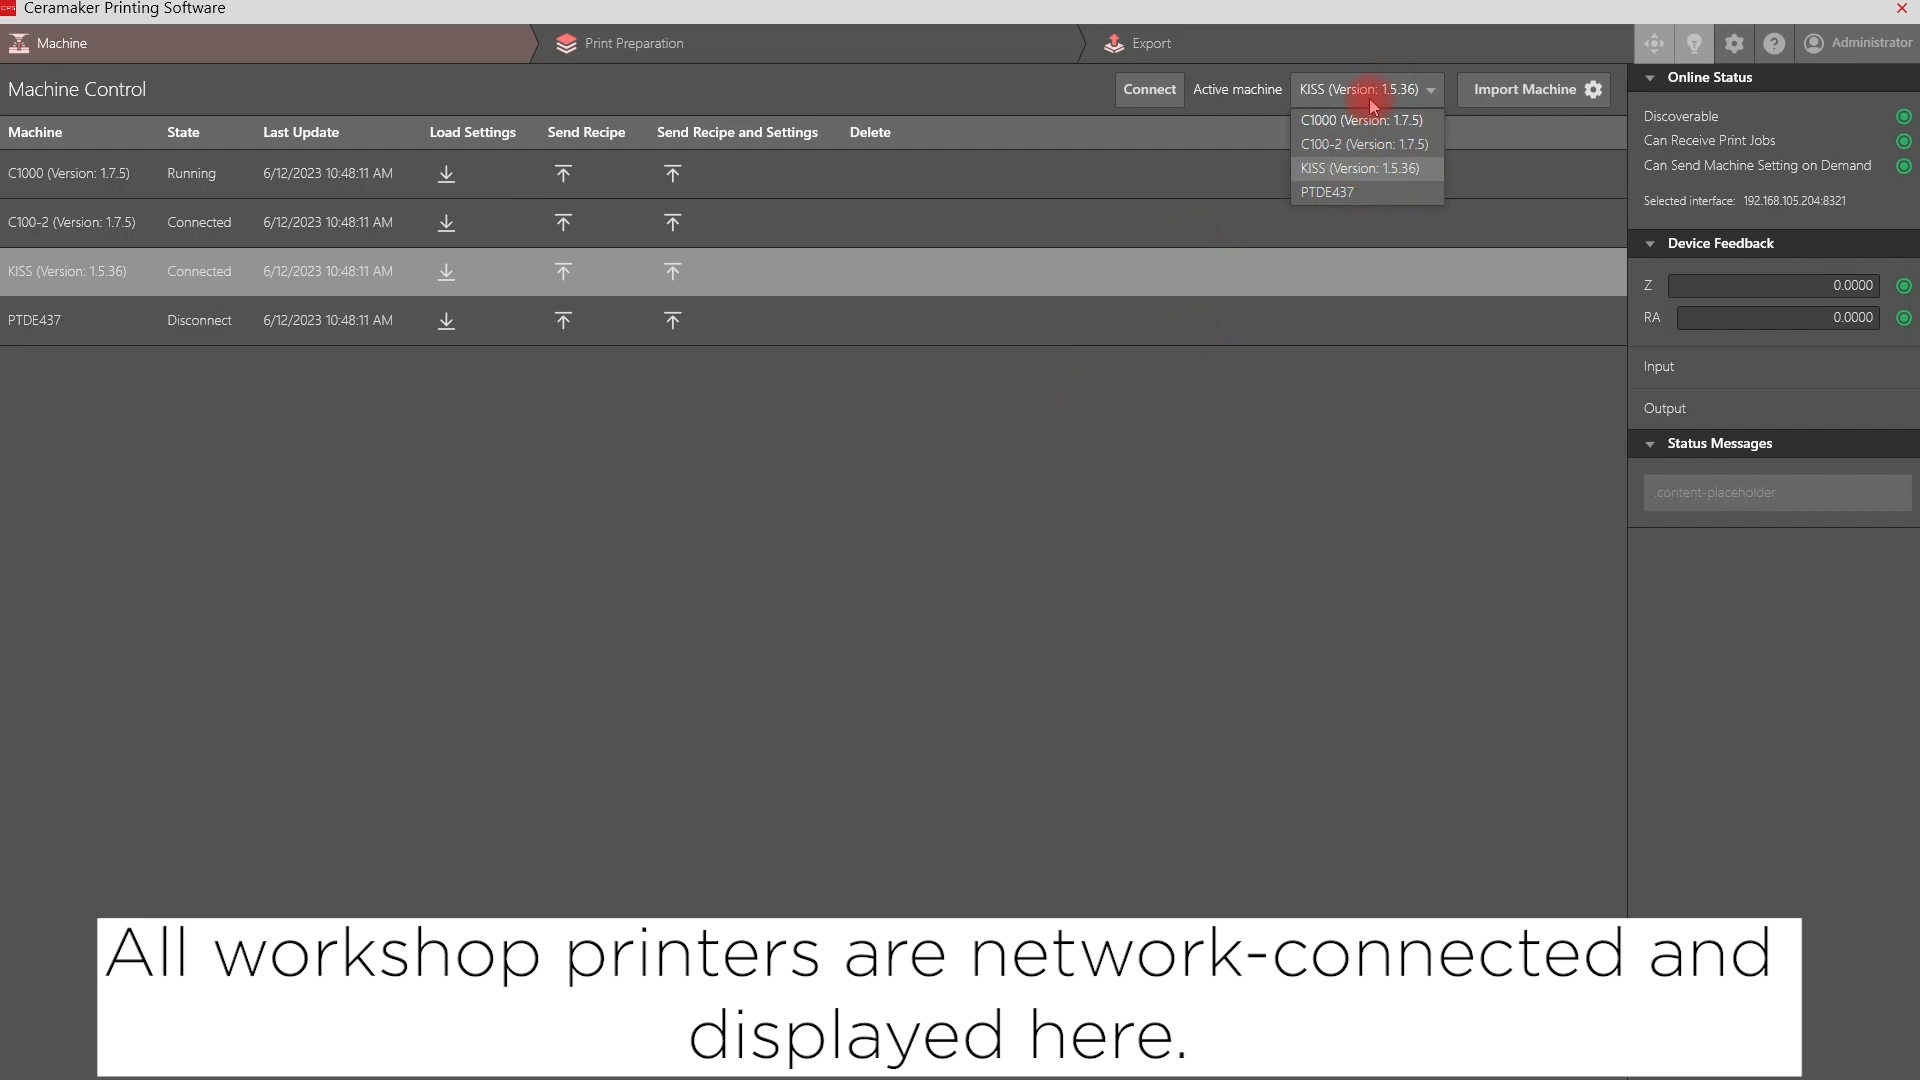 CPS Ceramaker Printing Software
Machine Print Preparation Export Administrator
Machine Control Connect Active machine KISS (Version: 1.5.36) Import Machine
Machine State Last Update Load Settings Send Recipe Send Recipe and Settings Delete
C1000 (Version: 1.7.5) Running 6/12/2023 10:48:11 AM
C100-2 (Version: 1.7.5) Connected 6/12/2023 10:48:11 AM
KISS (Version: 1.5.36) Connected 6/12/2023 10:48:11 AM
PTDE437 Disconnect 6/12/2023 10:48:11 AM
C1000 (Version: 1.7.5)
C100-2 (Version: 1.7.5)
KISS (Version: 1.5.36)
PTDE437
Online Status
Discoverable
Can Receive Print Jobs
Can Send Machine Setting on Demand
Selected interface: 192.168.105.204:8321
Device Feedback
Z 0.0000
RA 0.0000
Input
Output
Status Messages
.content-placeholder
All workshop printers are network-connected and
displayed here.